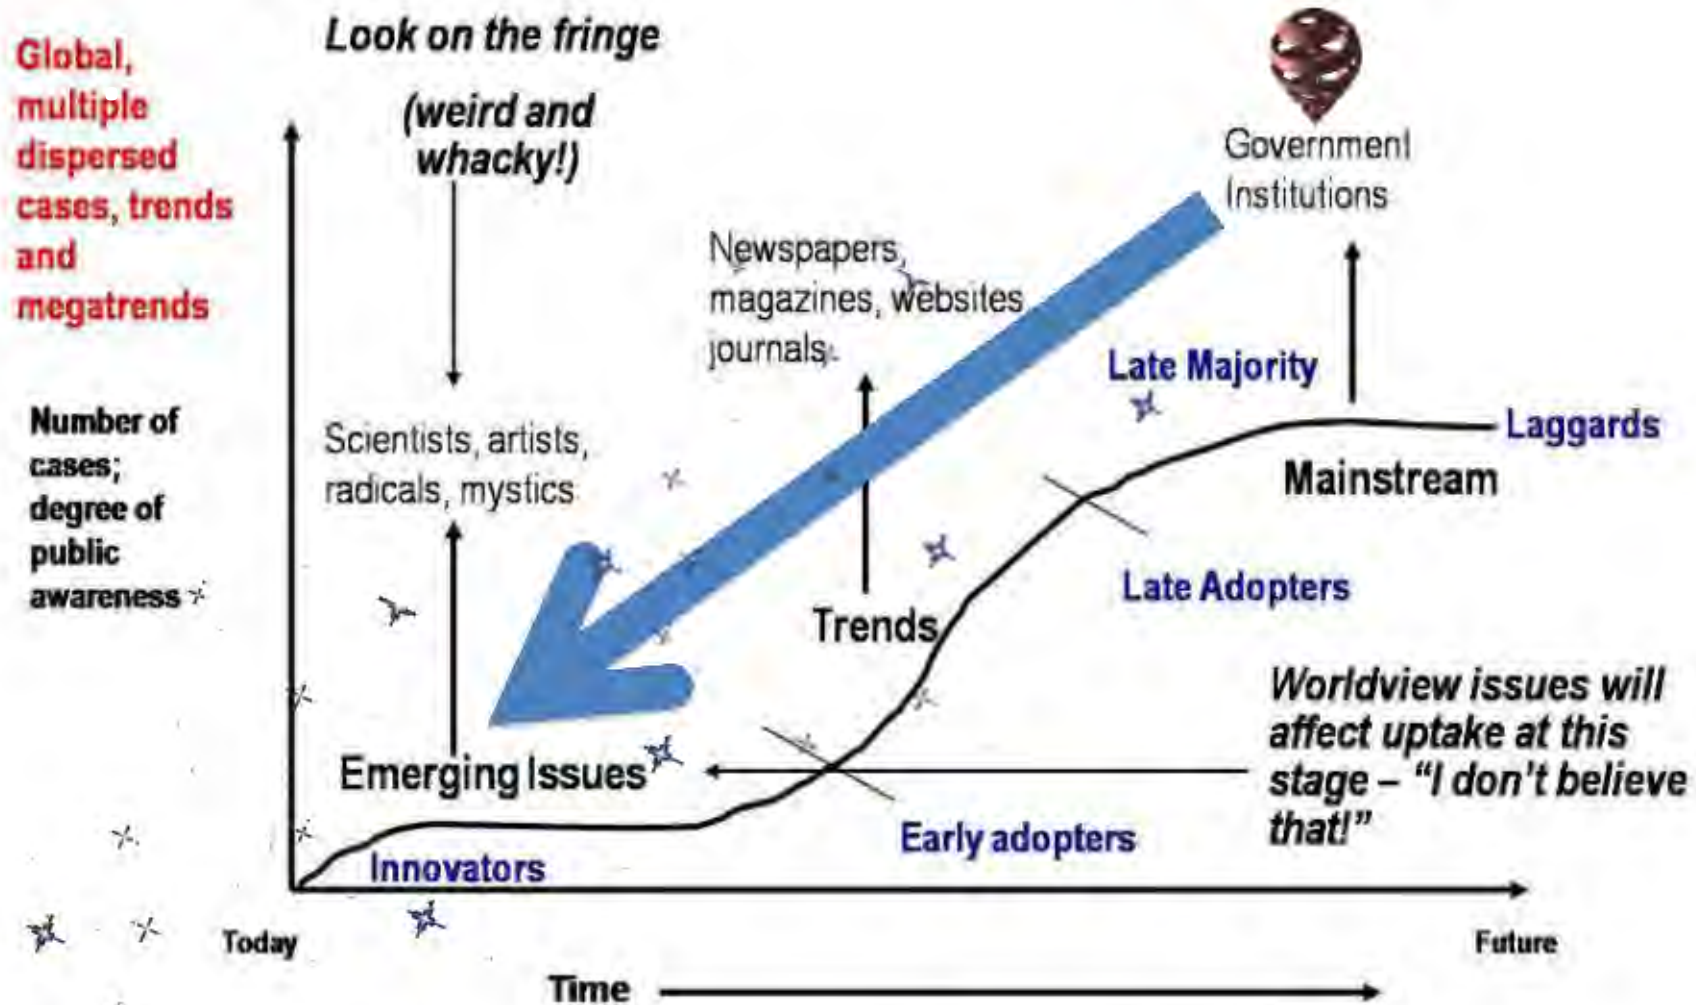 Global,
multiple
dispersed
cases, trends
and
megatrends
Number of
cases;
degree of
public
awareness
Look on the fringe
(weird and
whacky!)
Scientists, artists,
radicals, mystics
Emerging Issues
Innovators
Newspapers,
magazines, websites
journals
Trends
Early adopters
Government
Institutions
Late Majority
Laggards
Mainstream
Late Adopters
Worldview issues will
affect uptake at this
stage – “I don’t believe
that!”
Today
Future
Time